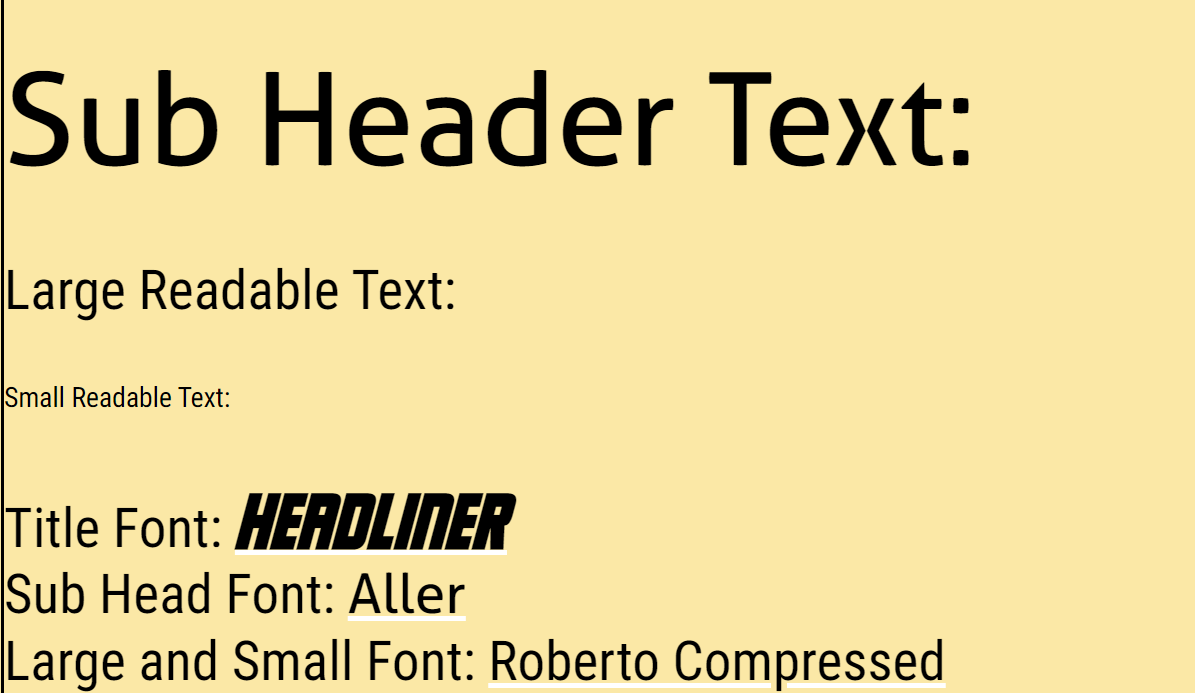 Sub Header Text:
Large Readable Text:
Small Readable Text:
Title Font: HEADLINER
Sub Head Font: Aller
Large and Small Font: Roberto Compressed